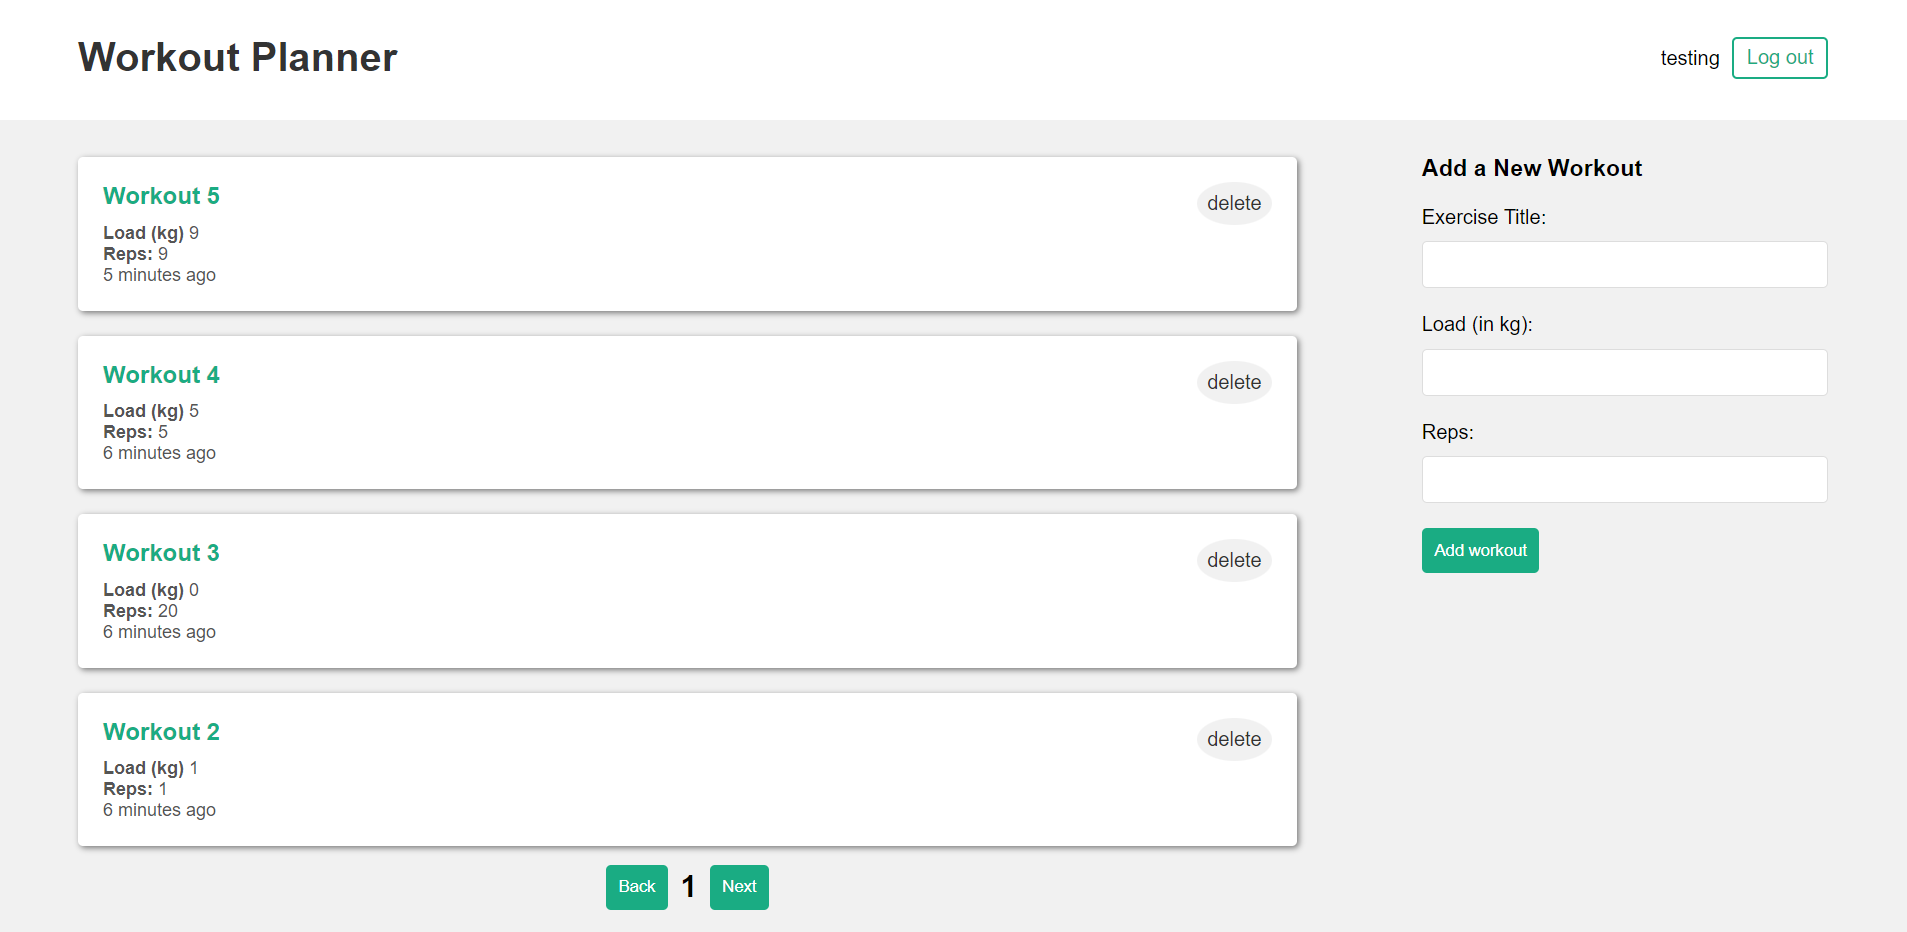 Workout Planner
testing
Log out
Workout 5
delete
Load (kg) 9
Reps: 9
5 minutes ago
Workout 4
delete
Load (kg) 5
Reps: 5
6 minutes ago
Workout 3
delete
Load (kg) 0
Reps: 20
6 minutes ago
Workout 2
delete
Load (kg) 1
Reps: 1
6 minutes ago
Back 1 Next
Add a New Workout
Exercise Title:
Load (in kg):
Reps:
Add workout